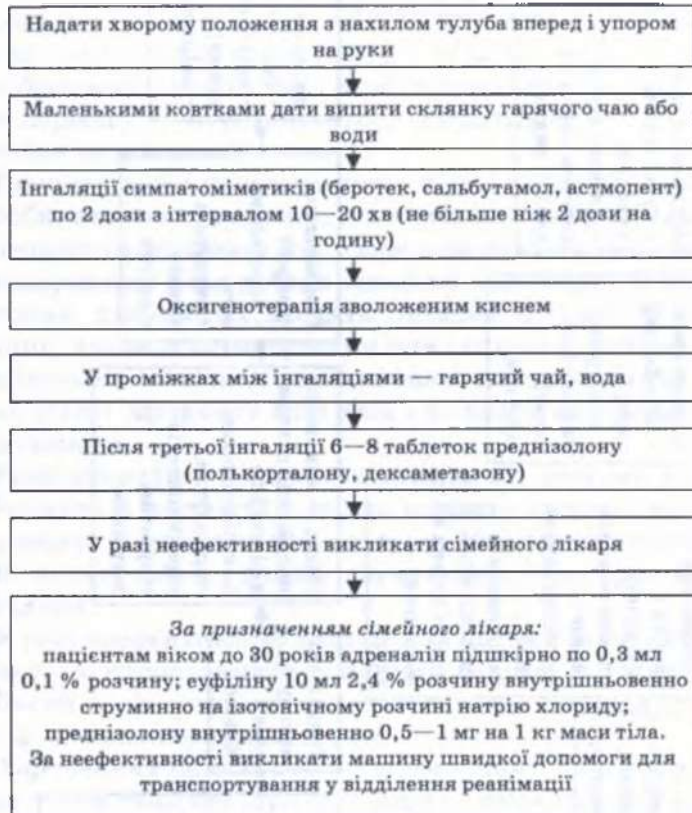 Надати хворому положення з нахилом тулуба вперед і упором
на руки
Маленькими ковтками дати випити склянку гарячого чаю або
води
Інгаляції симпатоміметиків (беротек, сальбутамол, астмопент)
по 2 дози з інтервалом 10—20 хв (не більше ніж 2 дози на
годину)
Оксигенотерапія зволоженим киснем
У проміжках між інгаляціями — гарячий чай, вода
Після третьої інгаляції 6—8 таблеток преднізолону
(полькорталону, дексаметазону)
У разі неефективності викликати сімейного лікаря
За призначенням сімейного лікаря:
пацієнтам віком до 30 років адреналін підшкірно по 0,3 мл
0,1 % розчину; еуфіліну 10 мл 2,4 % розчину внутрішньовенно
струминно на ізотонічному розчині натрію хлориду;
преднізолону внутрішньовенно 0,5—1 мг на 1 кг маси тіла.
За неефективності викликати машину швидкої допомоги для
транспортування у відділення реанімації